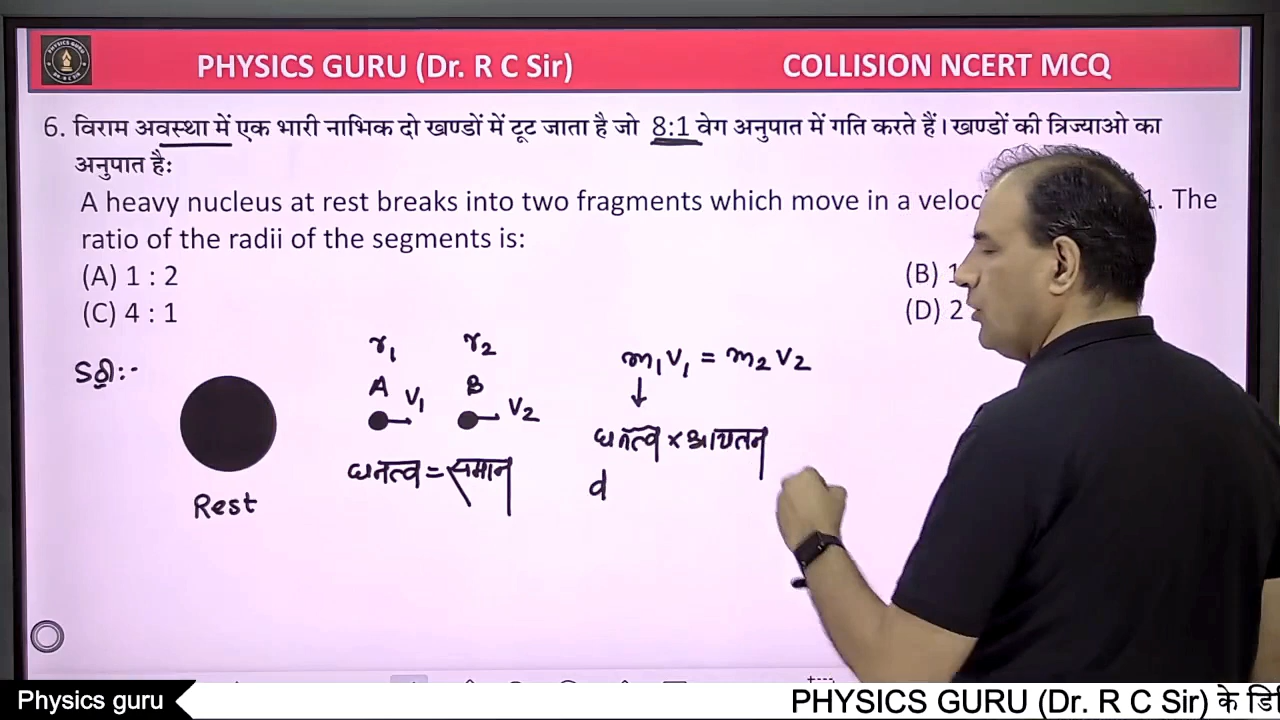 PHYSICS GURU (Dr. R C Sir)
COLLISION NCERT MCQ
6. विराम अवस्था में एक भारी नाभिक दो खण्डों में टूट जाता है जो 8:1 वेग अनुपात में गति करते हैं। खण्डों की त्रिज्याओ का
अनुपात हैः
A heavy nucleus at rest breaks into two fragments which move in a 1. The
ratio of the radii of the segments is:
(A) 1 : 2
(B) 1
(C) 4 : 1
(D) 2
Sol:-
r1 r2
A B
V1 V2
Rest
घनत्व = समान
m1V1 = m2V2
घनत्व × आयतन
d
Physics guru
PHYSICS GURU (Dr. R C Sir) के